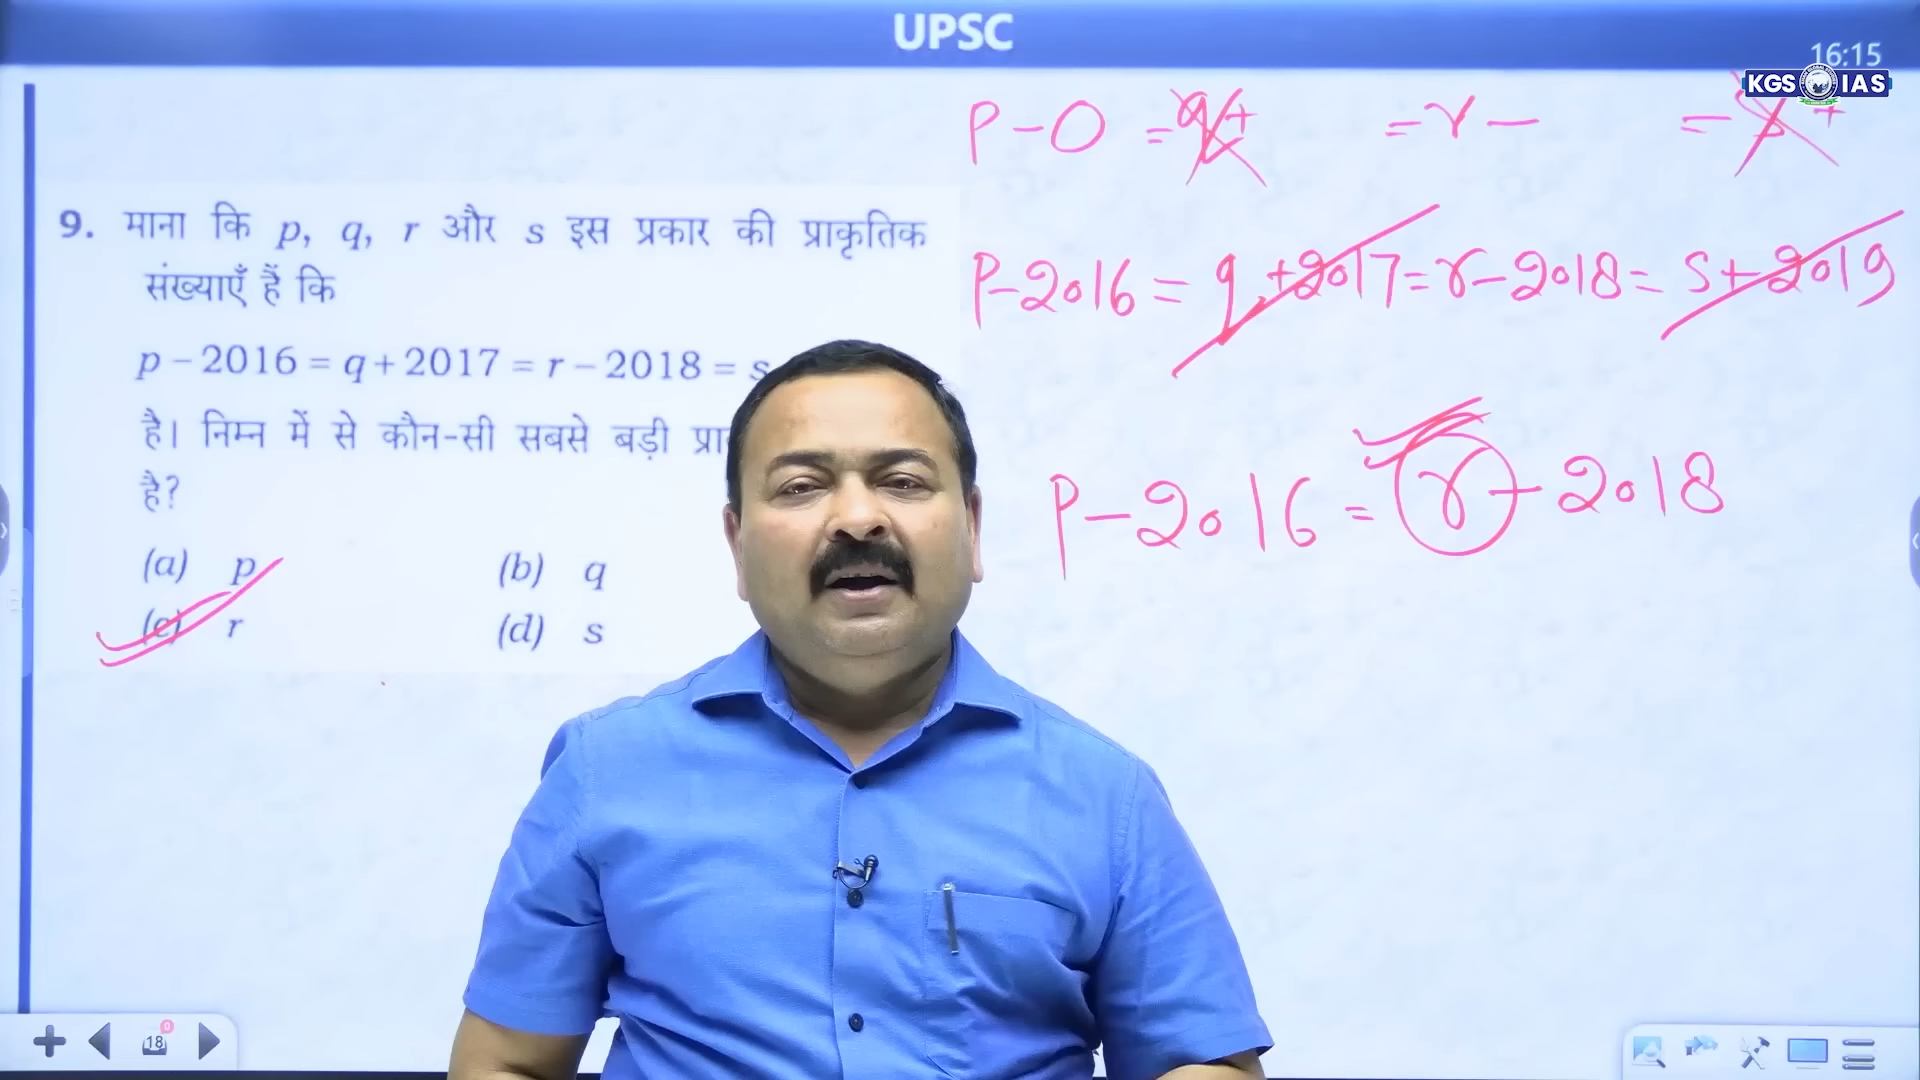 UPSC
16:15
KGS IAS
P-0 = q+ = r- = s+
9. माना कि p, q, r और s इस प्रकार की प्राकृतिक
संख्याएँ हैं कि
p – 2016 = q + 2017 = r – 2018 = s
है। निम्न में से कौन-सी सबसे बड़ी प्रा
है?
(a) p (b) q
(c) r (d) s
P-2016 = q+2017 = r-2018 = s+2019
P-2016 = r-2018
18
0